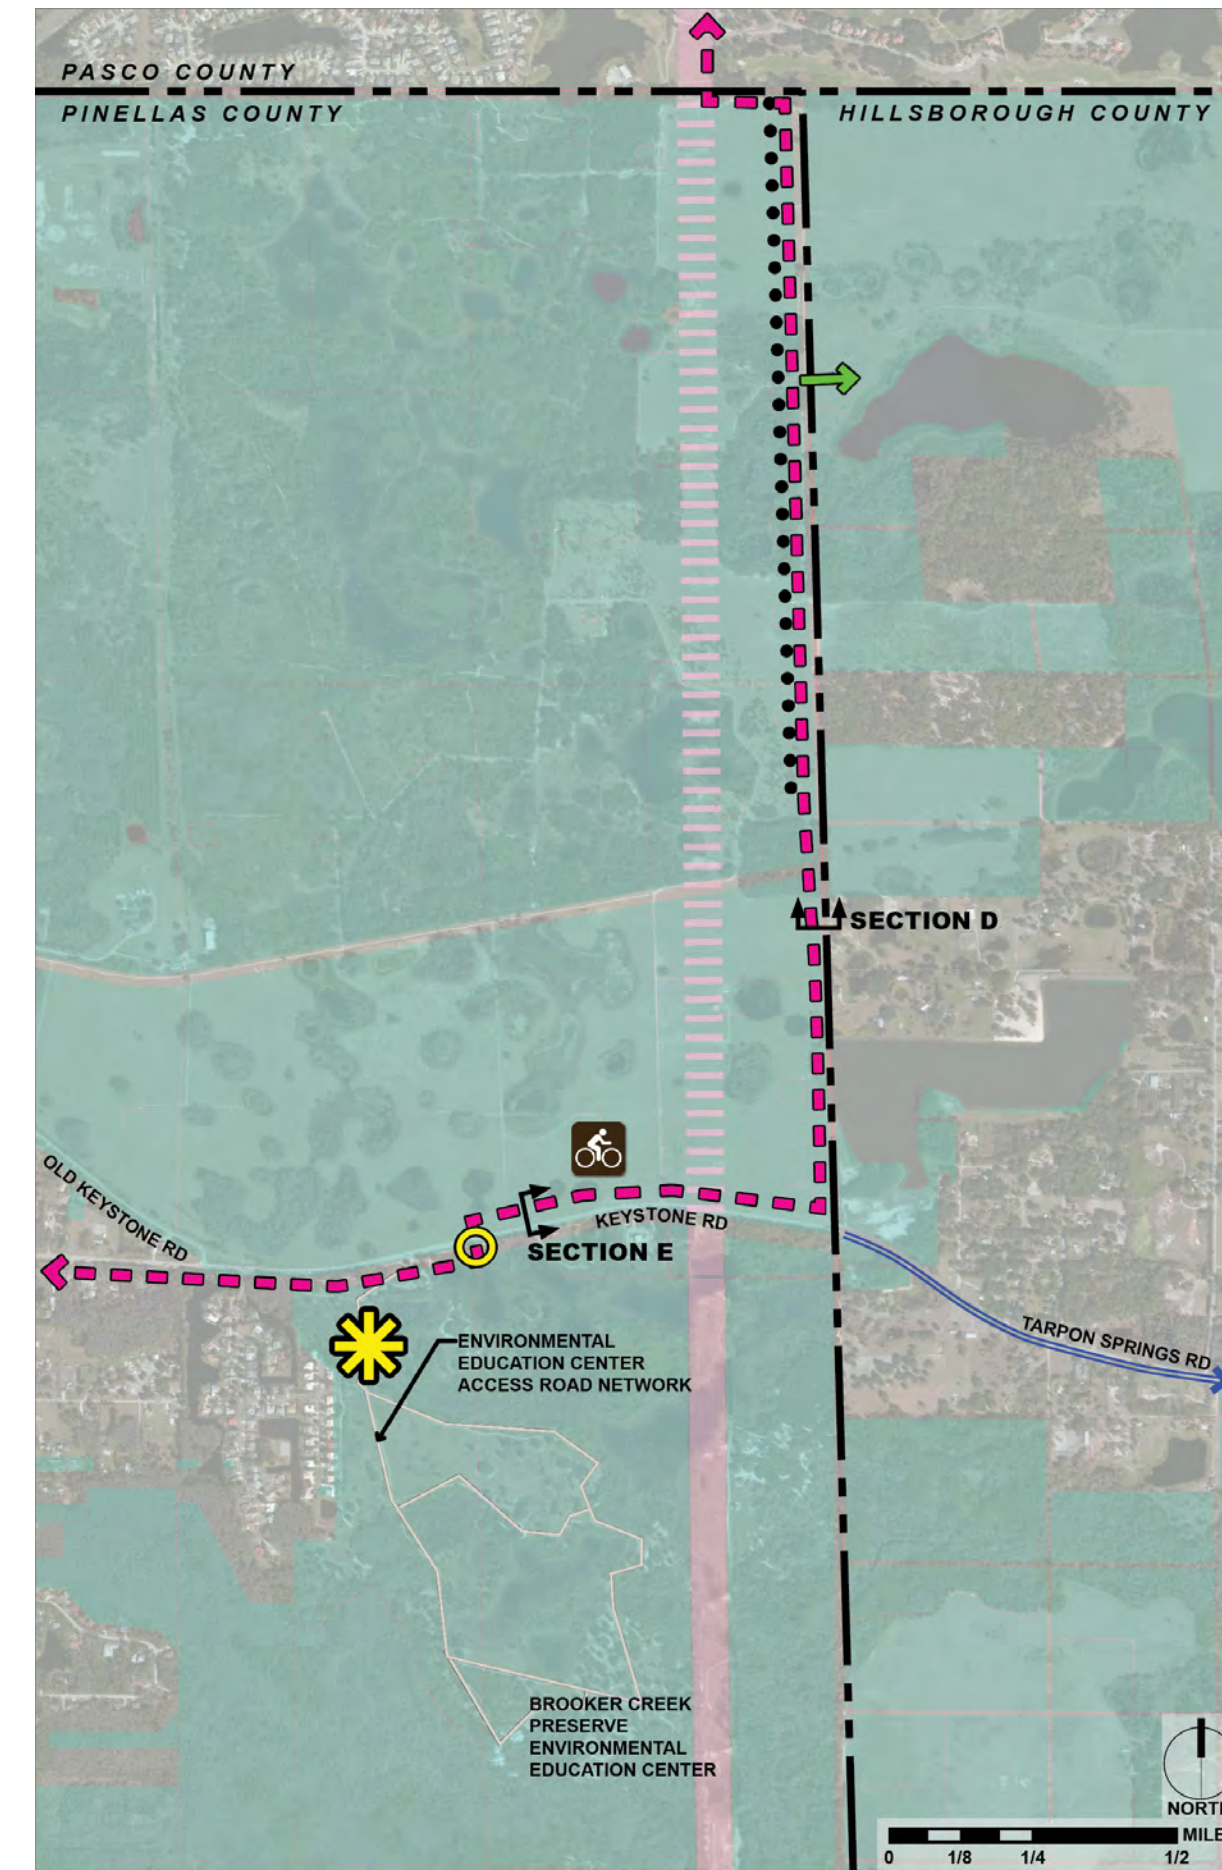 PASCO COUNTY
PINELLAS COUNTY
HILLSBOROUGH COUNTY
SECTION D
OLD KEYSTONE RD
KEYSTONE RD
SECTION E
TARPON SPRINGS RD
ENVIRONMENTAL
EDUCATION CENTER
ACCESS ROAD NETWORK
BROOKER CREEK
PRESERVE
ENVIRONMENTAL
EDUCATION CENTER
NORTH
MILE
0 1/8 1/4 1/2